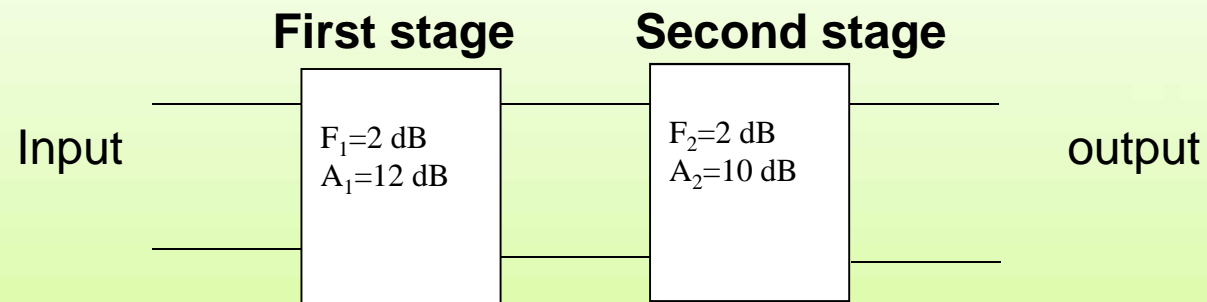 First stage Second stage
Input
F₁=2 dB
A₁=12 dB
F₂=2 dB
A₂=10 dB
output